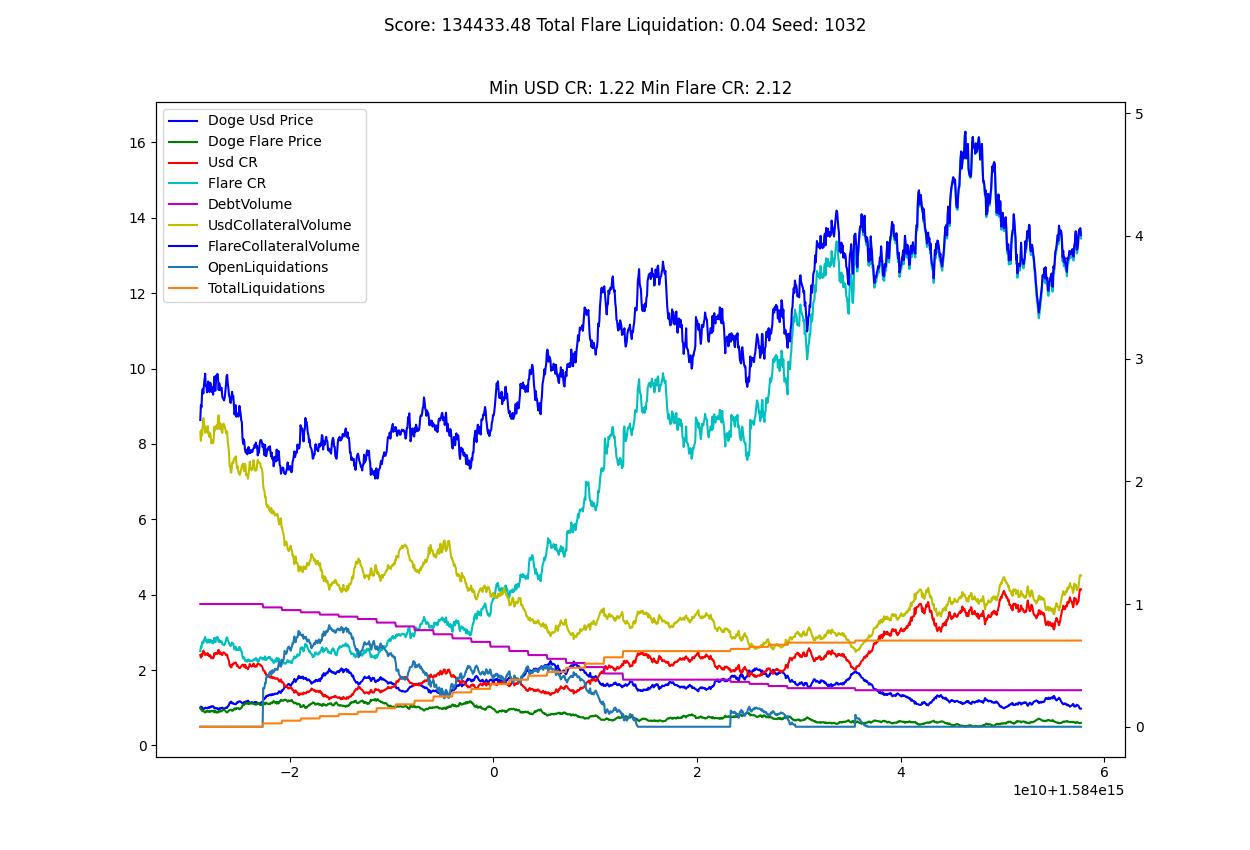 Score: 134433.48 Total Flare Liquidation: 0.04 Seed: 1032
Min USD CR: 1.22 Min Flare CR: 2.12
Doge Usd Price
Doge Flare Price
Usd CR
Flare CR
DebtVolume
UsdCollateralVolume
FlareCollateralVolume
OpenLiquidations
TotalLiquidations
16
14
12
10
8
6
4
2
0
5
4
3
2
1
0
−2 0 2 4 6
1e10+1.584e15